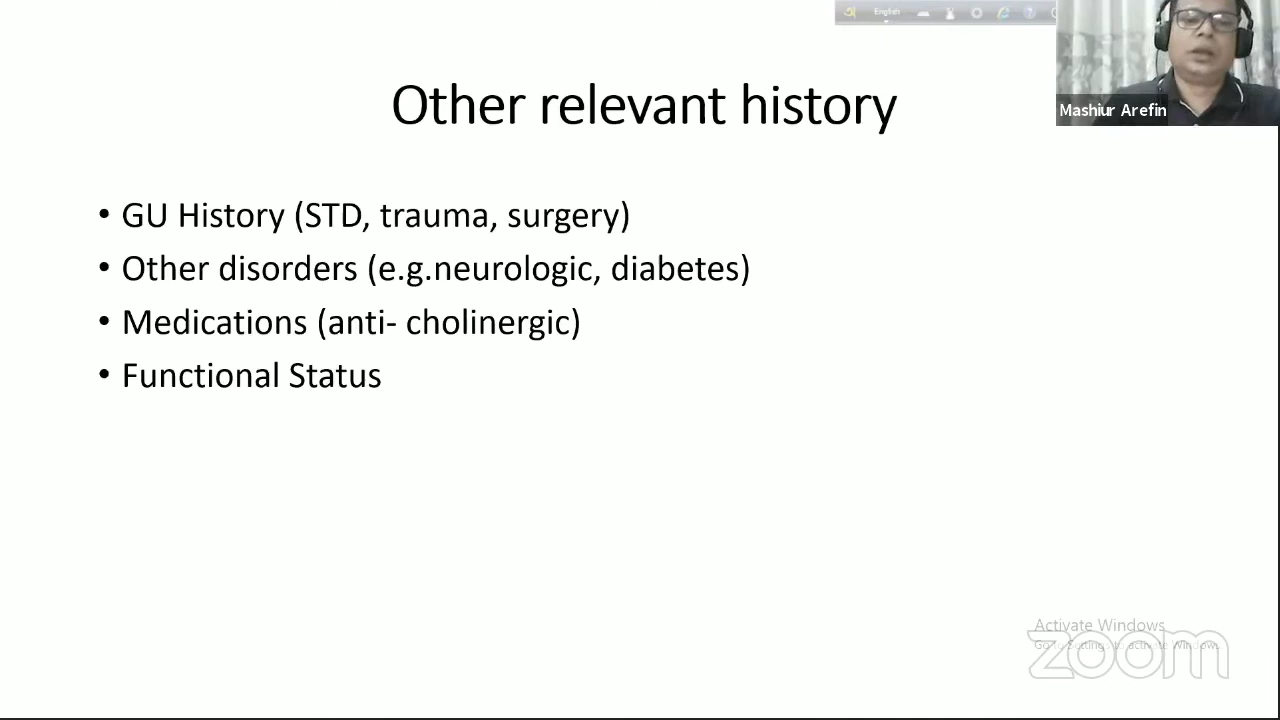 English
Other relevant history
Mashiur Arefin
• GU History (STD, trauma, surgery)
• Other disorders (e.g.neurologic, diabetes)
• Medications (anti- cholinergic)
• Functional Status
Activate Windows
Go to Settings to activate Windows.
zoom